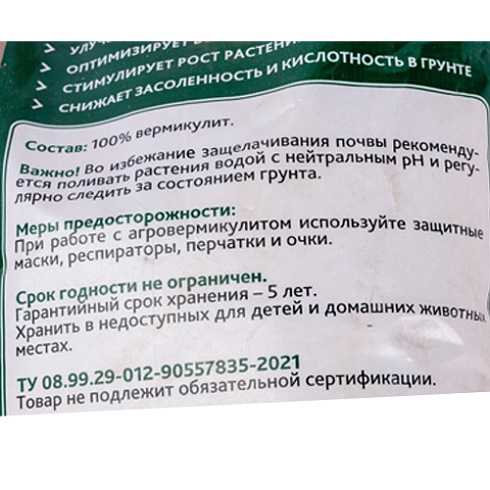 УЛУЧ
ОПТИМИЗИРУЕТ
СТИМУЛИРУЕТ РОСТ РАСТЕНИ
СНИЖАЕТ ЗАСОЛЕННОСТЬ И КИСЛОТНОСТЬ В ГРУНТЕ
Состав: 100% вермикулит.
Важно! Во избежание защелачивания почвы рекоменду-
ется поливать растения водой с нейтральным pH и регу-
лярно следить за состоянием грунта.
Меры предосторожности:
При работе с агровермикулитом используйте защитные
маски, респираторы, перчатки и очки.
Срок годности не ограничен.
Гарантийный срок хранения – 5 лет.
Хранить в недоступных для детей и домашних животных
местах.
ТУ 08.99.29-012-90557835-2021
Товар не подлежит обязательной сертификации.